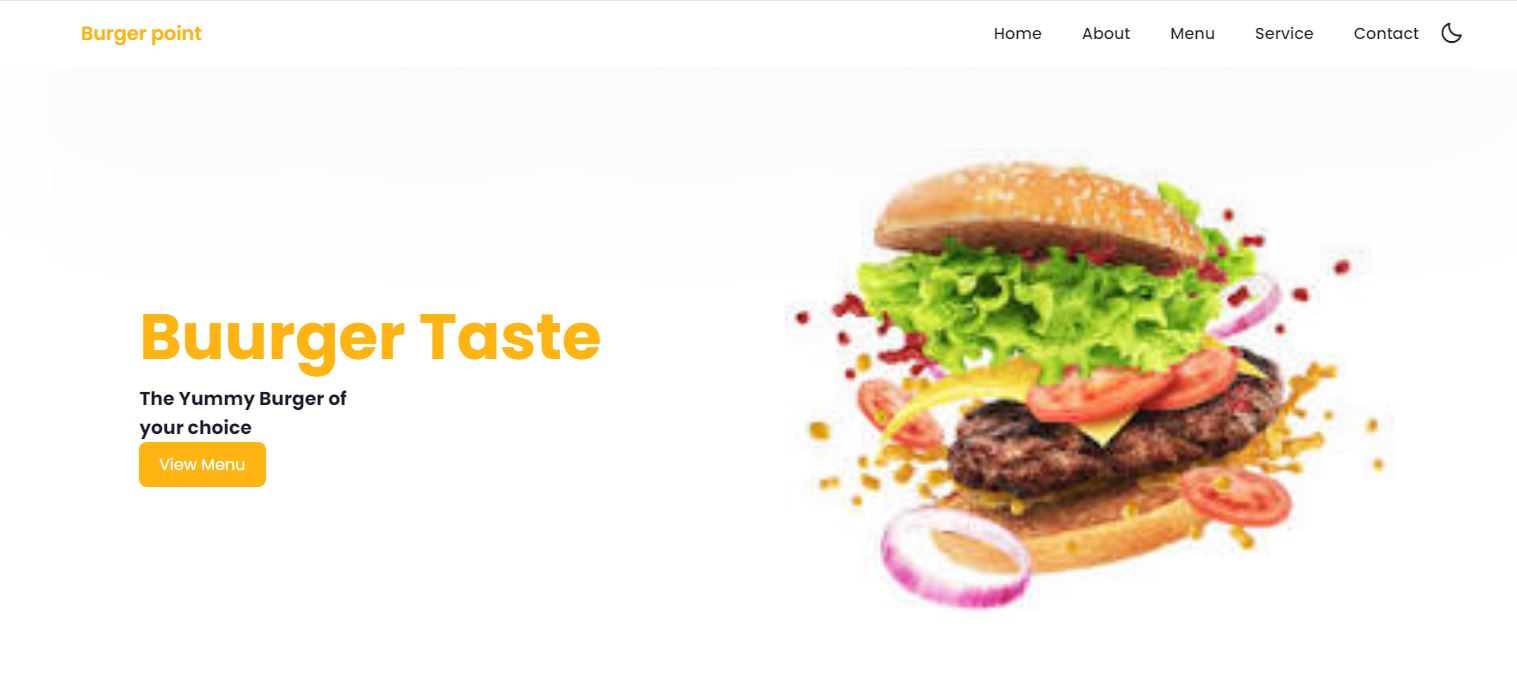 Burger point
Home About Menu Service Contact
Buurger Taste
The Yummy Burger of
your choice
View Menu